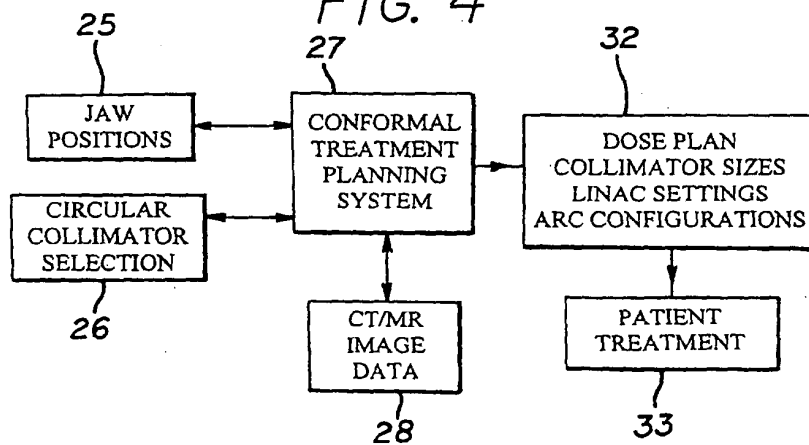 FIG. 4
25
JAW
POSITIONS
26
CIRCULAR
COLLIMATOR
SELECTION
27
CONFORMAL
TREATMENT
PLANNING
SYSTEM
CT/MR
IMAGE
DATA
28
32
DOSE PLAN
COLLIMATOR SIZES
LINAC SETTINGS
ARC CONFIGURATIONS
PATIENT
TREATMENT
33